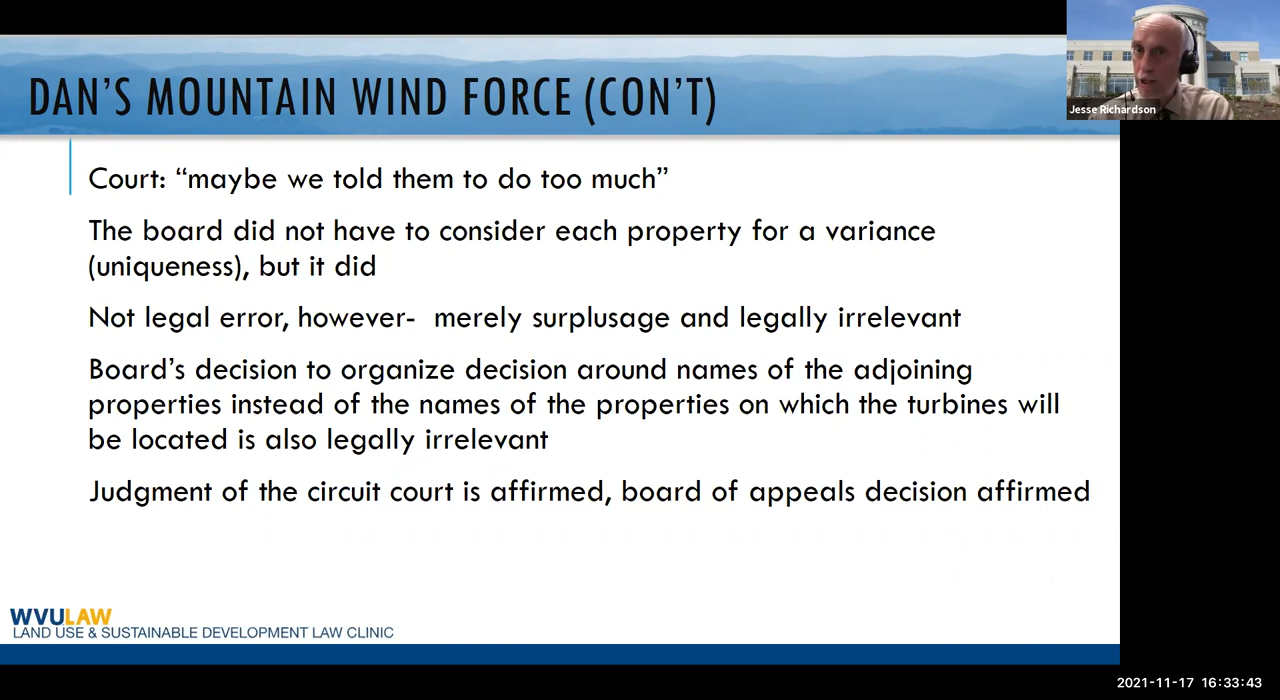 DAN'S MOUNTAIN WIND FORCE (CON'T)
Jesse Richardson
Court: “maybe we told them to do too much”
The board did not have to consider each property for a variance
(uniqueness), but it did
Not legal error, however-  merely surplusage and legally irrelevant
Board's decision to organize decision around names of the adjoining
properties instead of the names of the properties on which the turbines will
be located is also legally irrelevant
Judgment of the circuit court is affirmed, board of appeals decision affirmed
WVULAW
LAND USE & SUSTAINABLE DEVELOPMENT LAW CLINIC
2021-11-17 16:33:43